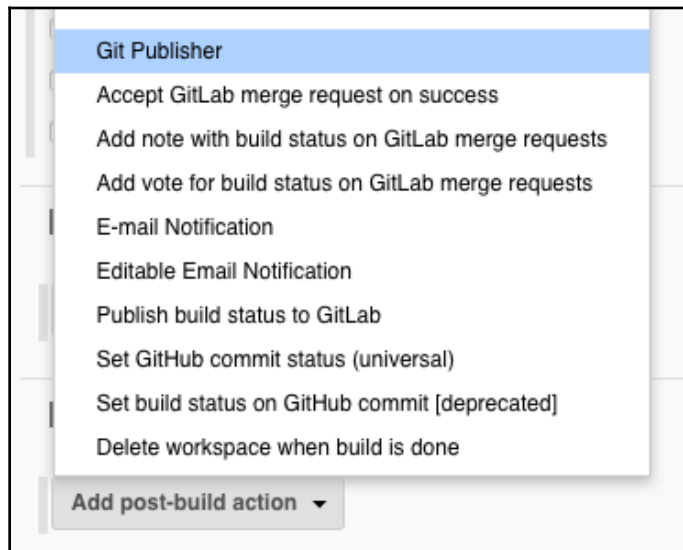 Git Publisher
Accept GitLab merge request on success
Add note with build status on GitLab merge requests
Add vote for build status on GitLab merge requests
E-mail Notification
Editable Email Notification
Publish build status to GitLab
Set GitHub commit status (universal)
Set build status on GitHub commit [deprecated]
Delete workspace when build is done
Add post-build action